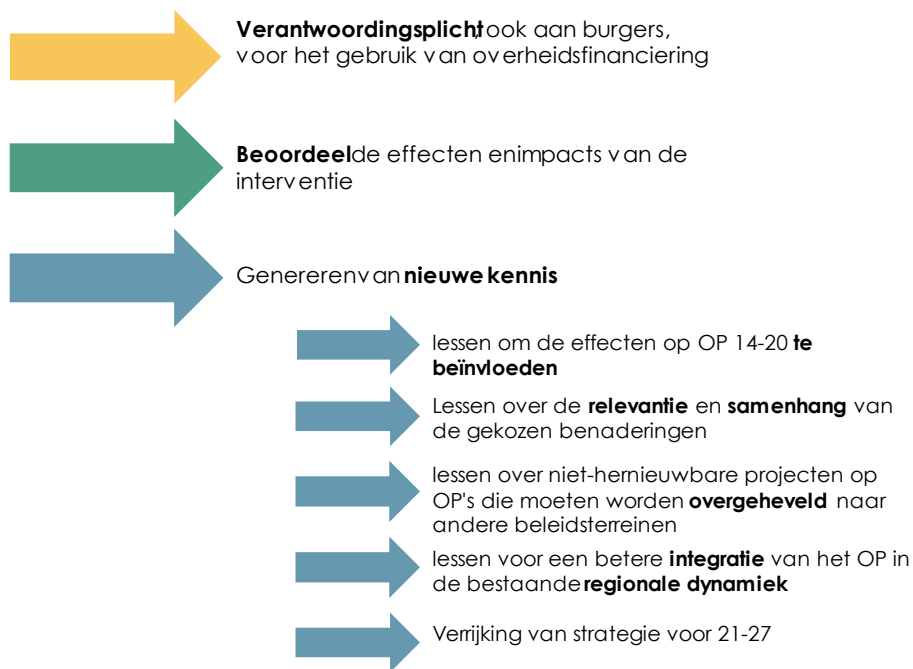 Verantwoordingsplicht, ook aan burgers,
voor het gebruik van overheidsfinanciering
Beoordeel de effecten en impacts van de
interventie
Genereren van nieuwe kennis
lessen om de effecten op OP 14-20 te
beïnvloeden
Lessen over de relevantie en samenhang van
de gekozen benaderingen
lessen over niet-hernieuwbare projecten op
OP's die moeten worden overgeheveld naar
andere beleidsterreinen
lessen voor een betere integratie van het OP in
de bestaande regionale dynamiek
Verrijking van strategie voor 21-27